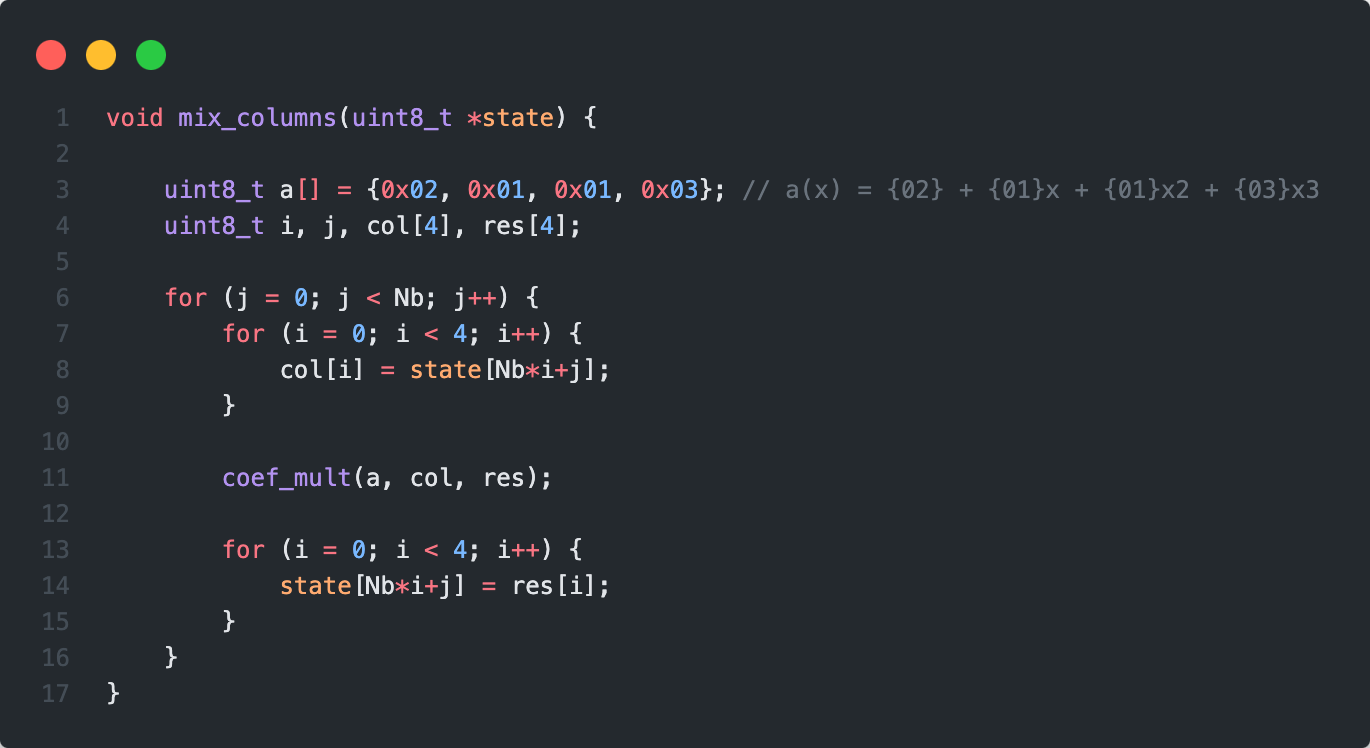 1 void mix_columns(uint8_t *state) {
2
3     uint8_t a[] = {0x02, 0x01, 0x01, 0x03}; // a(x) = {02} + {01}x + {01}x2 + {03}x3
4     uint8_t i, j, col[4], res[4];
5
6     for (j = 0; j < Nb; j++) {
7         for (i = 0; i < 4; i++) {
8             col[i] = state[Nb*i+j];
9         }
10
11         coef_mult(a, col, res);
12
13         for (i = 0; i < 4; i++) {
14             state[Nb*i+j] = res[i];
15         }
16     }
17 }